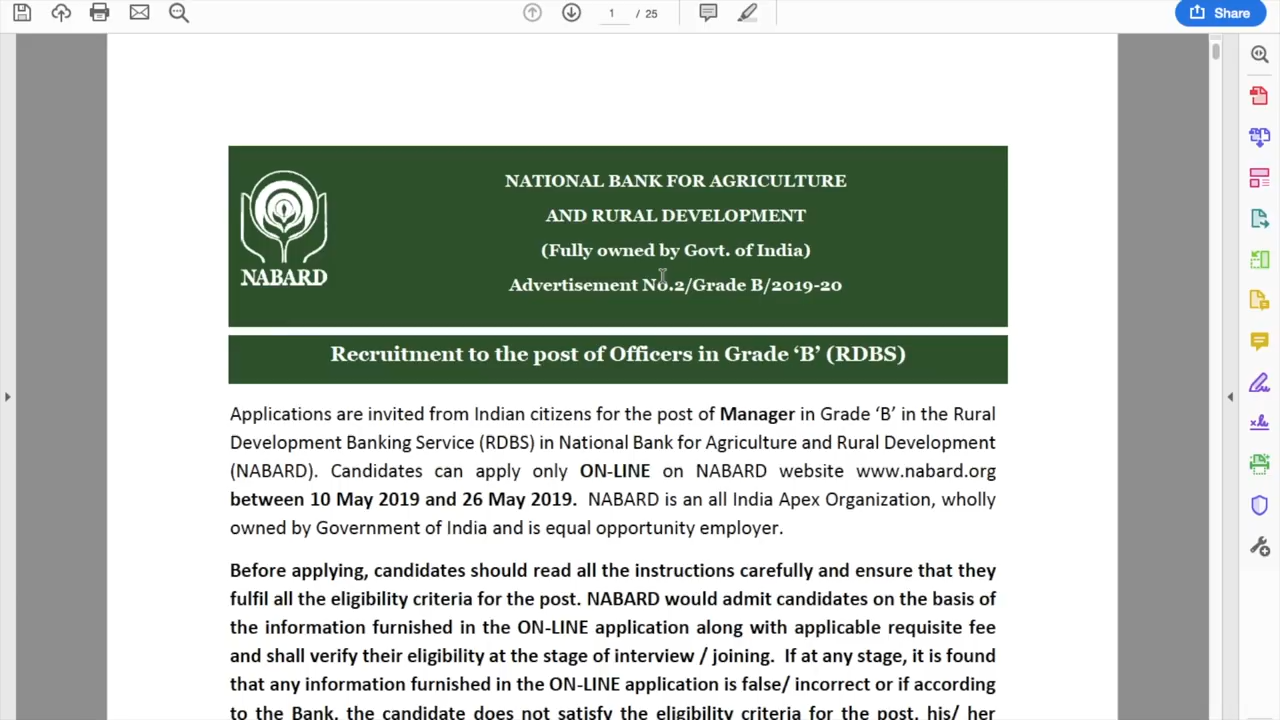 1 / 25
Share
NATIONAL BANK FOR AGRICULTURE
AND RURAL DEVELOPMENT
(Fully owned by Govt. of India)
Advertisement No.2/Grade B/2019-20
NABARD
Recruitment to the post of Officers in Grade ‘B’ (RDBS)
Applications are invited from Indian citizens for the post of Manager in Grade ‘B’ in the Rural
Development Banking Service (RDBS) in National Bank for Agriculture and Rural Development
(NABARD). Candidates can apply only ON-LINE on NABARD website www.nabard.org
between 10 May 2019 and 26 May 2019. NABARD is an all India Apex Organization, wholly
owned by Government of India and is equal opportunity employer.
Before applying, candidates should read all the instructions carefully and ensure that they
fulfil all the eligibility criteria for the post. NABARD would admit candidates on the basis of
the information furnished in the ON-LINE application along with applicable requisite fee
and shall verify their eligibility at the stage of interview / joining. If at any stage, it is found
that any information furnished in the ON-LINE application is false/ incorrect or if according
to the Bank, the candidate does not satisfy the eligibility criteria for the post, his/ her